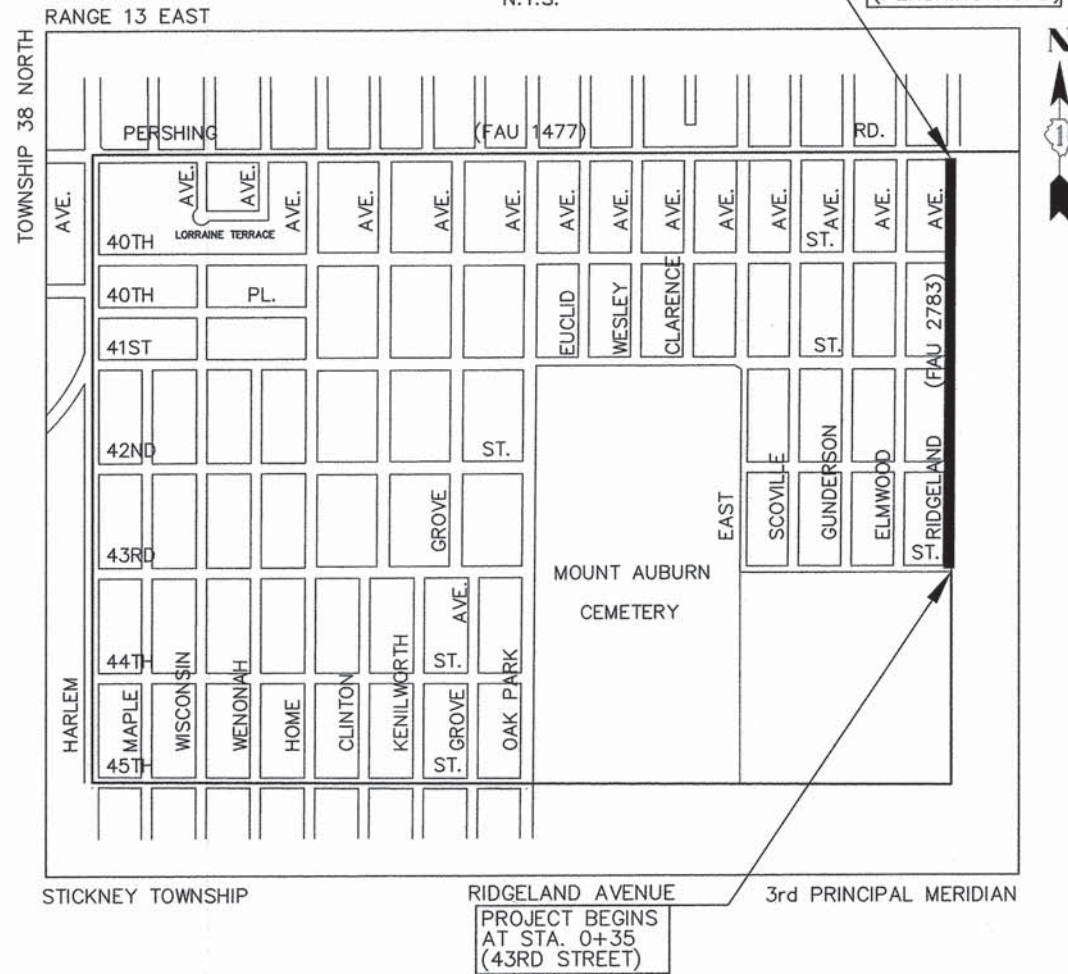 N.T.S.
RANGE 13 EAST
TOWNSHIP 38 NORTH
N
1
PERSHING (FAU 1477) RD.
AVE. AVE. AVE. AVE. AVE. AVE. AVE. AVE. AVE. AVE. AVE. AVE. AVE. AVE. AVE.
LORRAINE TERRACE
40TH ST.
40TH PL.
EUCLID
WESLEY
CLARENCE
(FAU 2783)
41ST ST.
42ND ST.
GROVE
EAST
SCOVILLE
GUNDERSON
ELMWOOD
RIDGELAND
43RD ST.
MOUNT AUBURN
CEMETERY
AVE.
44TH ST.
HARLEM
MAPLE
WISCONSIN
WENONAH
HOME
CLINTON
KENILWORTH
GROVE
OAK PARK
45TH ST.
STICKNEY TOWNSHIP
RIDGELAND AVENUE
3rd PRINCIPAL MERIDIAN
PROJECT BEGINS
AT STA. 0+35
(43RD STREET)